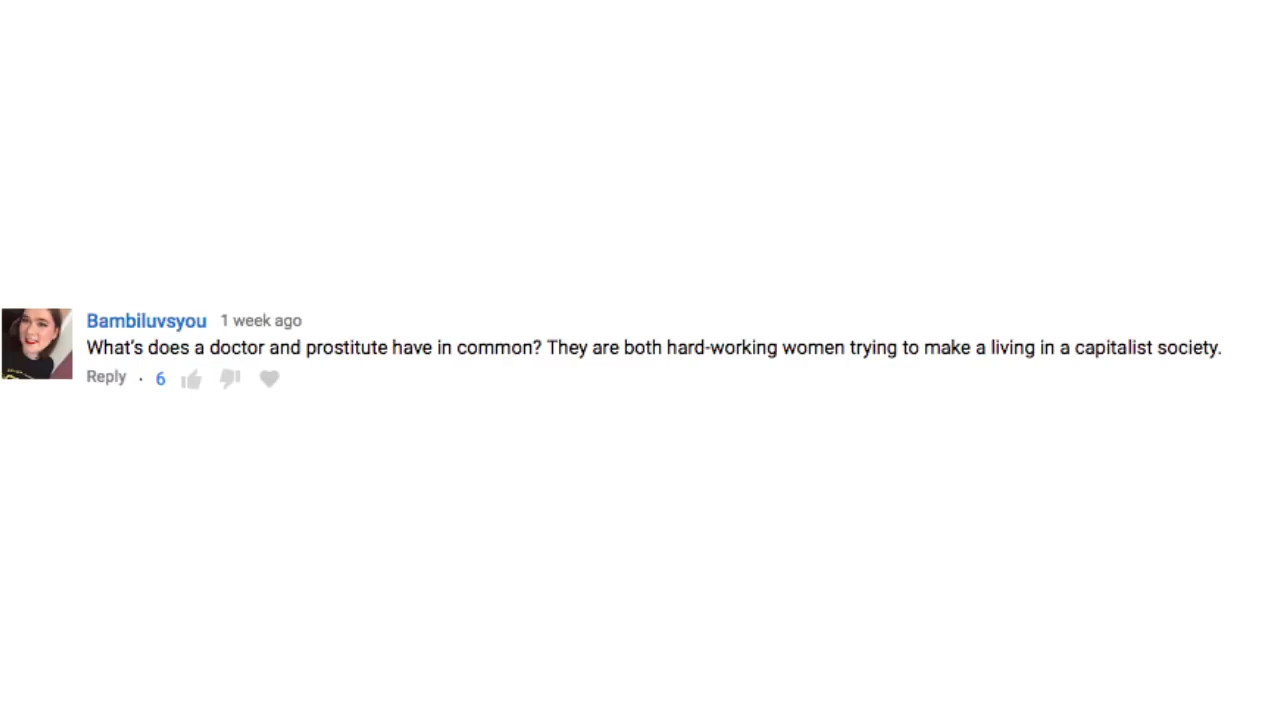 Bambiluvsyou 1 week ago
What's does a doctor and prostitute have in common? They are both hard-working women trying to make a living in a capitalist society.
Reply · 6